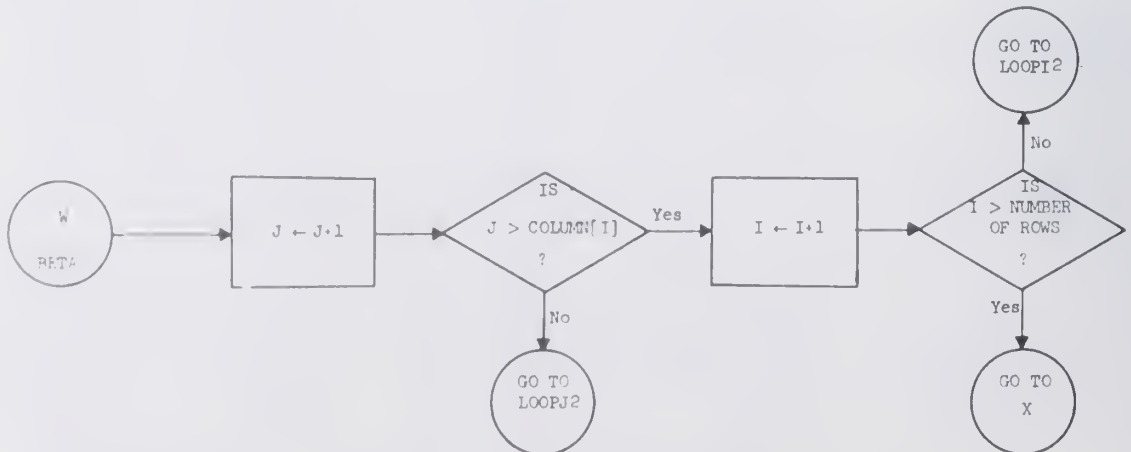 GO TO
LOOPI2
No
W
BETA
J ← J+1
IS
J > COLUMN[I]
?
Yes
I ← I+1
IS
I > NUMBER
OF ROWS
?
No
GO TO
LOOPJ2
Yes
GO TO
X